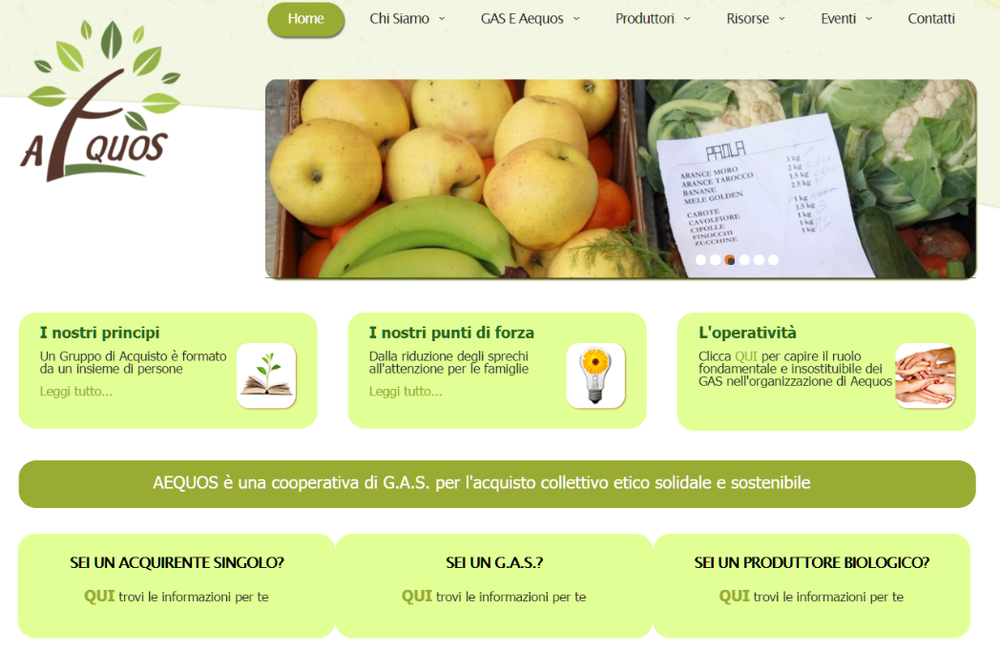 Home
Chi Siamo
GAS E Aequos
Produttori
Risorse
Eventi
Contatti
AEQUOS
PAOLA
ARANCE MORO 3 kg
ARANCE TAROCCO 2 kg
BANANE 1.5 kg
MELE GOLDEN 2.5 kg
CAROTE 1 kg
CAVOLFIORE 1.5 kg
CIPOLLE 1 kg
FINOCCHI 1 kg
ZUCCHINE 1 kg
I nostri principi
Un Gruppo di Acquisto è formato
da un insieme di persone
Leggi tutto...
I nostri punti di forza
Dalla riduzione degli sprechi
all'attenzione per le famiglie
Leggi tutto...
L'operatività
Clicca QUI per capire il ruolo
fondamentale e insostituibile dei
GAS nell'organizzazione di Aequos
AEQUOS è una cooperativa di G.A.S. per l'acquisto collettivo etico solidale e sostenibile
SEI UN ACQUIRENTE SINGOLO?
QUI trovi le informazioni per te
SEI UN G.A.S.?
QUI trovi le informazioni per te
SEI UN PRODUTTORE BIOLOGICO?
QUI trovi le informazioni per te